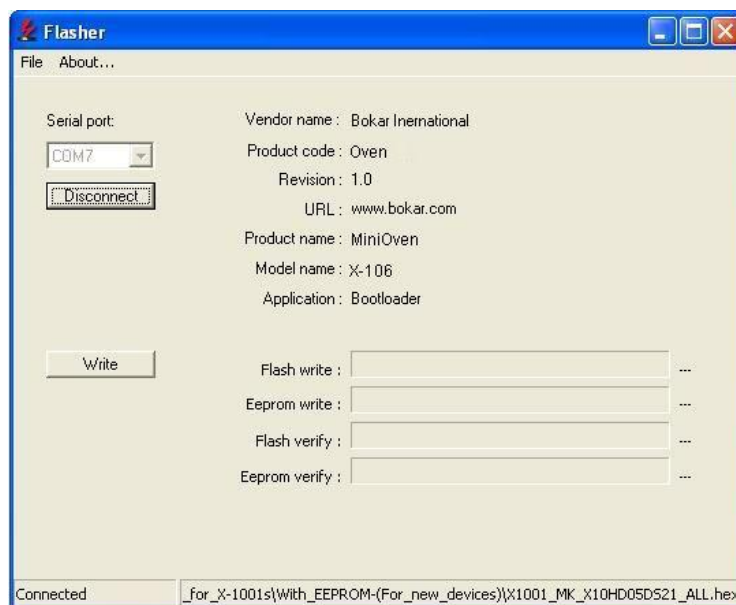 Flasher
File About...
Serial port:
COM7
Disconnect
Vendor name : Bokar Inernational
Product code : Oven
Revision : 1.0
URL : www.bokar.com
Product name : MiniOven
Model name : X-106
Application : Bootloader
Write
Flash write : ---
Eeprom write : ---
Flash verify : ---
Eeprom verify : ---
Connected
_for_X-1001s\With_EEPROM-(For_new_devices)\X1001_MK_X10HD05DS21_ALL.hex